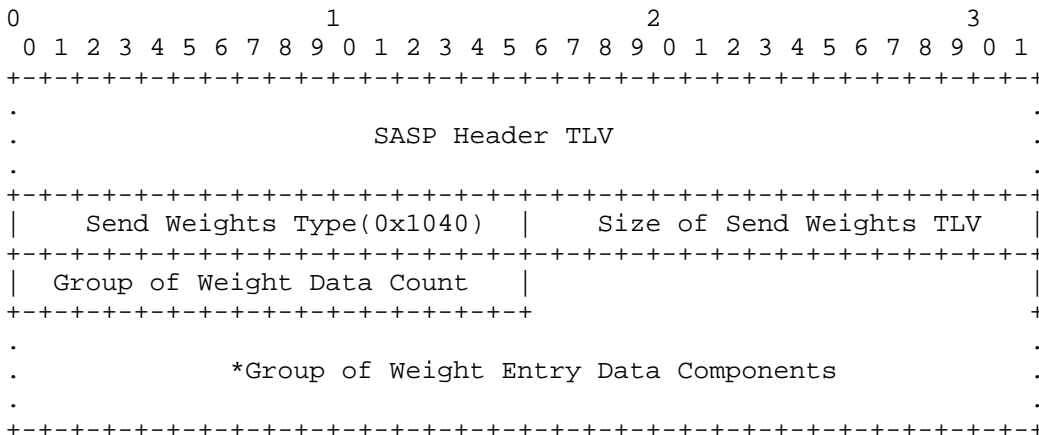 0                   1                   2                   3
 0 1 2 3 4 5 6 7 8 9 0 1 2 3 4 5 6 7 8 9 0 1 2 3 4 5 6 7 8 9 0 1
+-+-+-+-+-+-+-+-+-+-+-+-+-+-+-+-+-+-+-+-+-+-+-+-+-+-+-+-+-+-+-+-+
.                                                               .
.                      SASP Header TLV                          .
.                                                               .
+-+-+-+-+-+-+-+-+-+-+-+-+-+-+-+-+-+-+-+-+-+-+-+-+-+-+-+-+-+-+-+-+
|    Send Weights Type(0x1040)  |    Size of Send Weights TLV   |
+-+-+-+-+-+-+-+-+-+-+-+-+-+-+-+-+-+-+-+-+-+-+-+-+-+-+-+-+-+-+-+-+
|  Group of Weight Data Count   |                               |
+-+-+-+-+-+-+-+-+-+-+-+-+-+-+-+-+                               +
.                                                               .
.             *Group of Weight Entry Data Components            .
.                                                               .
+-+-+-+-+-+-+-+-+-+-+-+-+-+-+-+-+-+-+-+-+-+-+-+-+-+-+-+-+-+-+-+-+